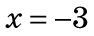 x = −3